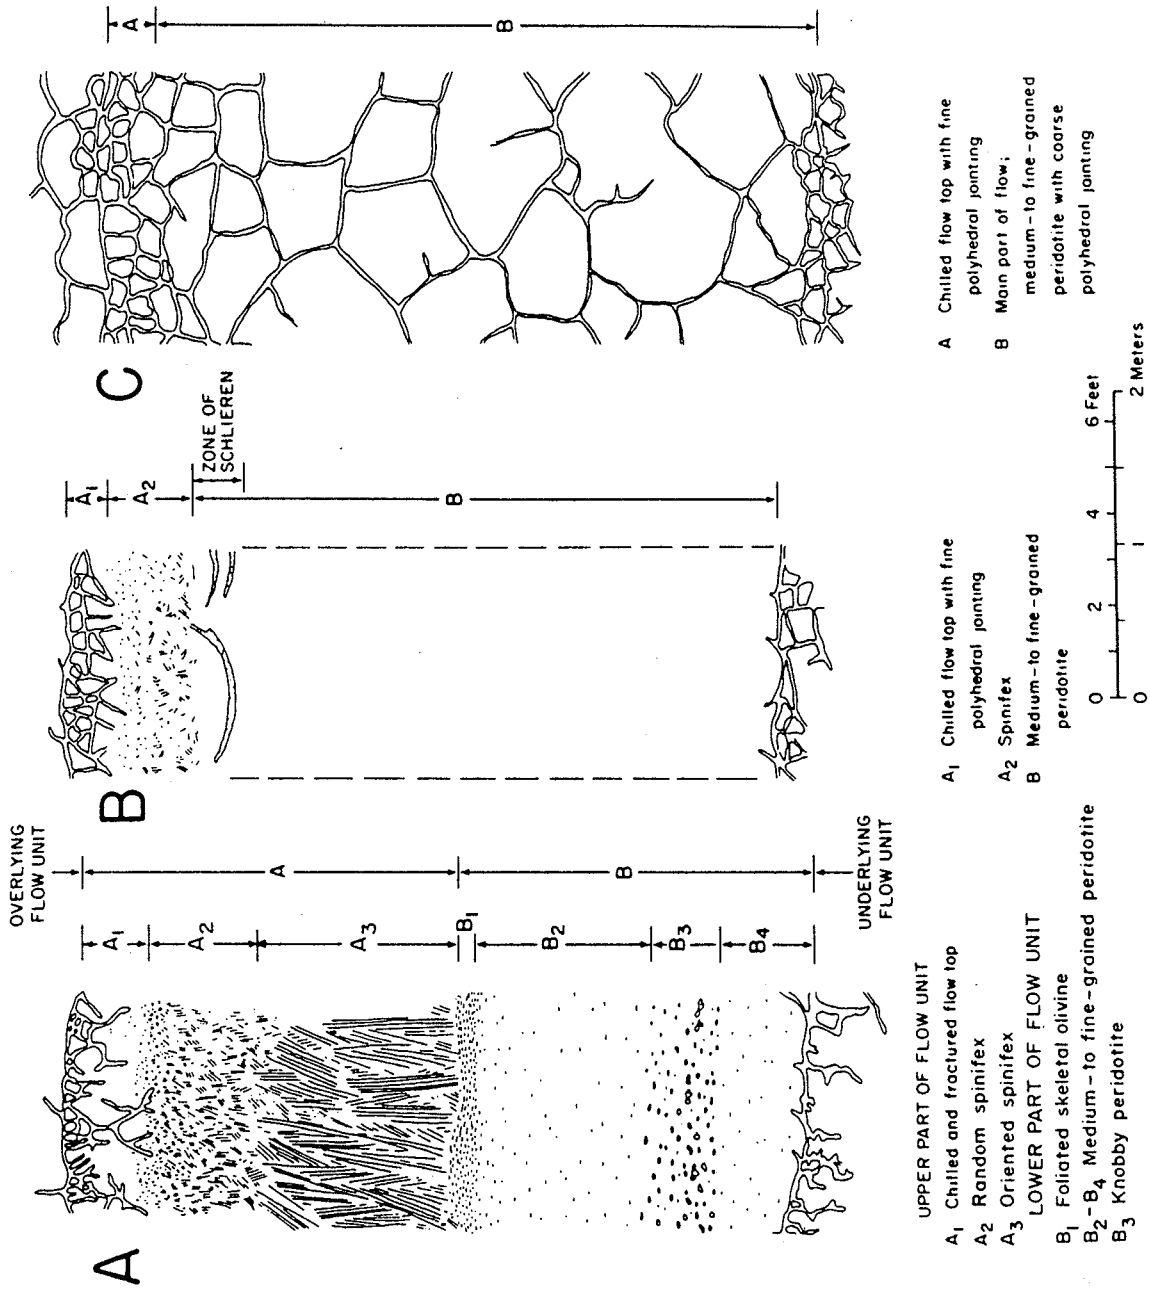 A
OVERLYING
FLOW UNIT
A₁
A₂
A₃
B₁
B₂
B₃
B₄
A
B
UNDERLYING
FLOW UNIT
UPPER PART OF FLOW UNIT
A₁ Chilled and fractured flow top
A₂ Random spinifex
A₃ Oriented spinifex
LOWER PART OF FLOW UNIT
B₁ Foliated skeletal olivine
B₂-B₄ Medium-to fine-grained peridotite
B₃ Knobby peridotite
B
A₁
A₂
ZONE OF
SCHLIEREN
B
A₁ Chilled flow top with fine
polyhedral jointing
A₂ Spinifex
B Medium-to fine-grained
peridotite
C
A
B
A Chilled flow top with fine
polyhedral jointing
B Main part of flow;
medium-to fine-grained
peridotite with coarse
polyhedral jointing
0 2 4 6 Feet
0 1 2 Meters